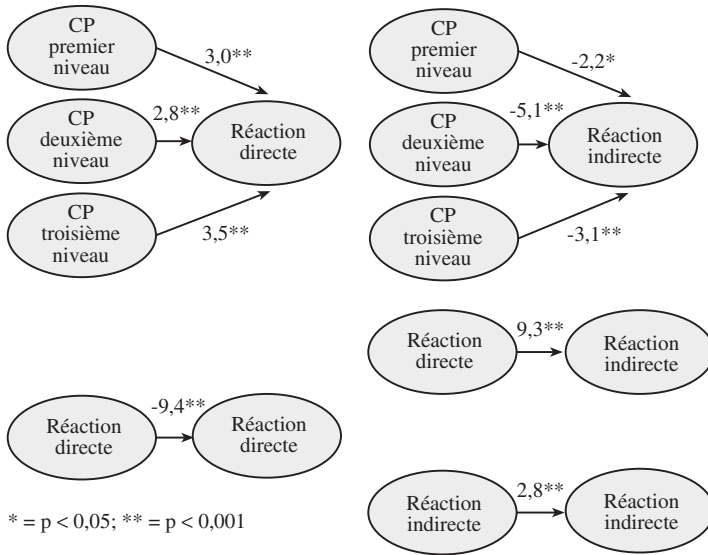 CP
premier
niveau
3,0**
CP
deuxième
niveau
2,8**
Réaction
directe
CP
troisième
niveau
3,5**
CP
premier
niveau
-2,2*
CP
deuxième
niveau
-5,1**
Réaction
indirecte
CP
troisième
niveau
-3,1**
Réaction
directe
9,3**
Réaction
indirecte
Réaction
directe
-9,4**
Réaction
directe
Réaction
indirecte
2,8**
Réaction
indirecte
* = p < 0,05; ** = p < 0,001